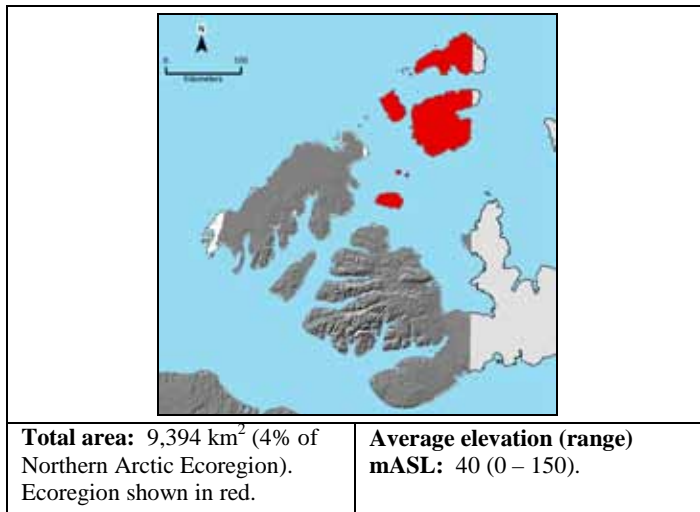 N
0 100
Kilometers
Total area: 9,394 km² (4% of
Northern Arctic Ecoregion).
Ecoregion shown in red.
Average elevation (range)
mASL: 40 (0 – 150).